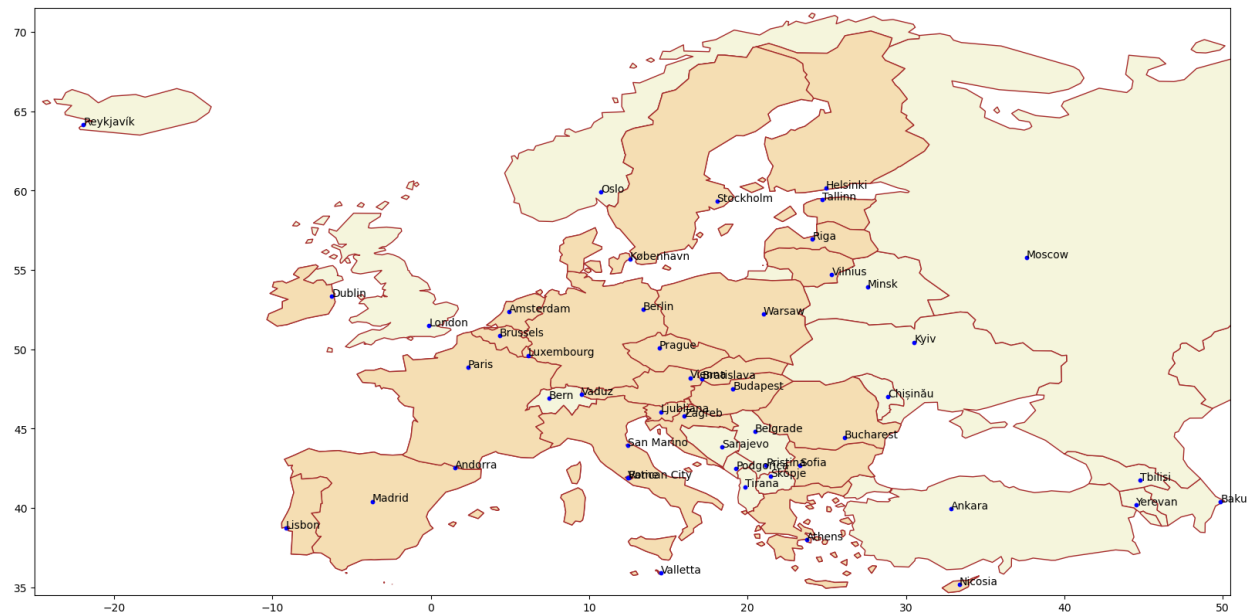 70
65
60
55
50
45
40
35
−20
−10
0
10
20
30
40
50
Reykjavík
Oslo
Helsinki
Stockholm
Tallinn
Riga
København
Moscow
Vilnius
Minsk
Dublin
London
Amsterdam
Berlin
Warsaw
Brussels
Luxembourg
Prague
Kyiv
Paris
Vienna
Bratislava
Budapest
Bern
Vaduz
Chișinău
Ljubljana
Zagreb
Belgrade
Bucharest
San Marino
Sarajevo
Andorra
Podgorica
Pristina
Sofia
Skopje
Rome
Vatican City
Tirana
Tbilisi
Madrid
Ankara
Yerevan
Baku
Lisbon
Athens
Valletta
Nicosia